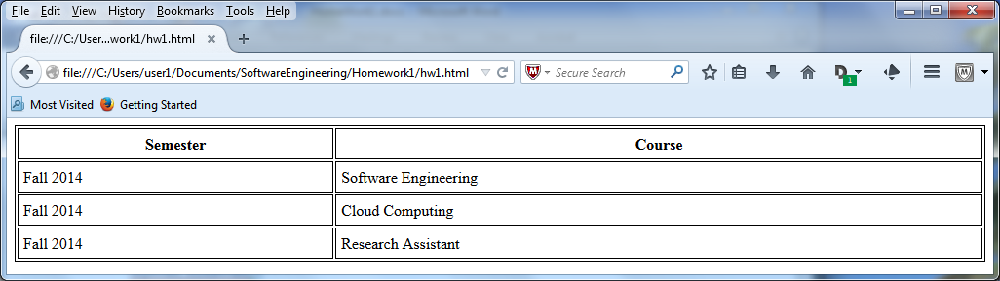 File Edit View History Bookmarks Tools Help
file:///C:/User...work1/hw1.html
file:///C:/Users/user1/Documents/SoftwareEngineering/Homework1/hw1.html Secure Search D 1
Most Visited Getting Started
Semester Course
Fall 2014 Software Engineering
Fall 2014 Cloud Computing
Fall 2014 Research Assistant